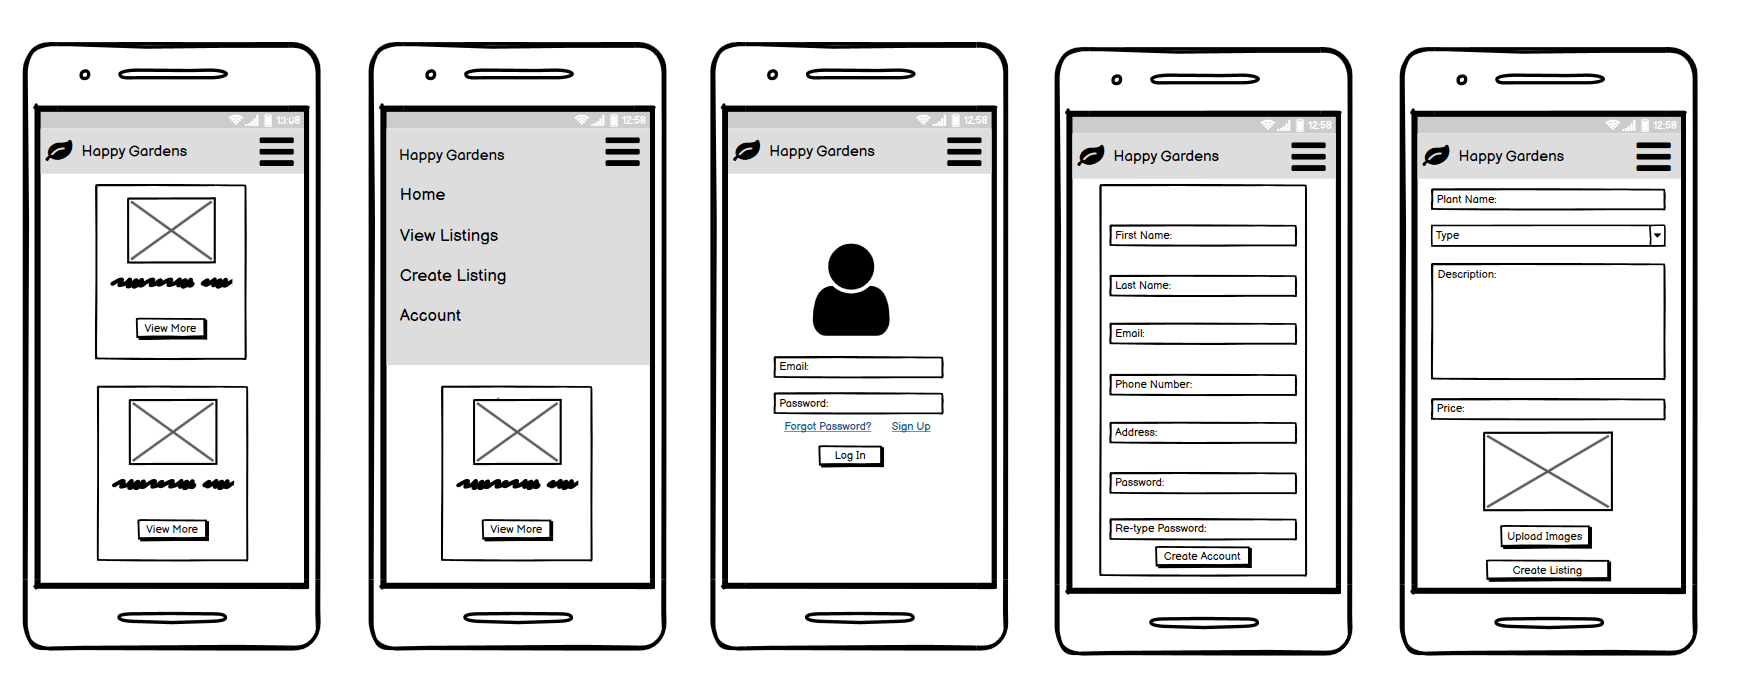 13:08
Happy Gardens
View More
View More
12:58
Happy Gardens
Home
View Listings
Create Listing
Account
View More
12:58
Happy Gardens
Email:
Password:
Forgot Password? Sign Up
Log In
12:58
Happy Gardens
First Name:
Last Name:
Email:
Phone Number:
Address:
Password:
Re-type Password:
Create Account
12:58
Happy Gardens
Plant Name:
Type
Description:
Price:
Upload Images
Create Listing